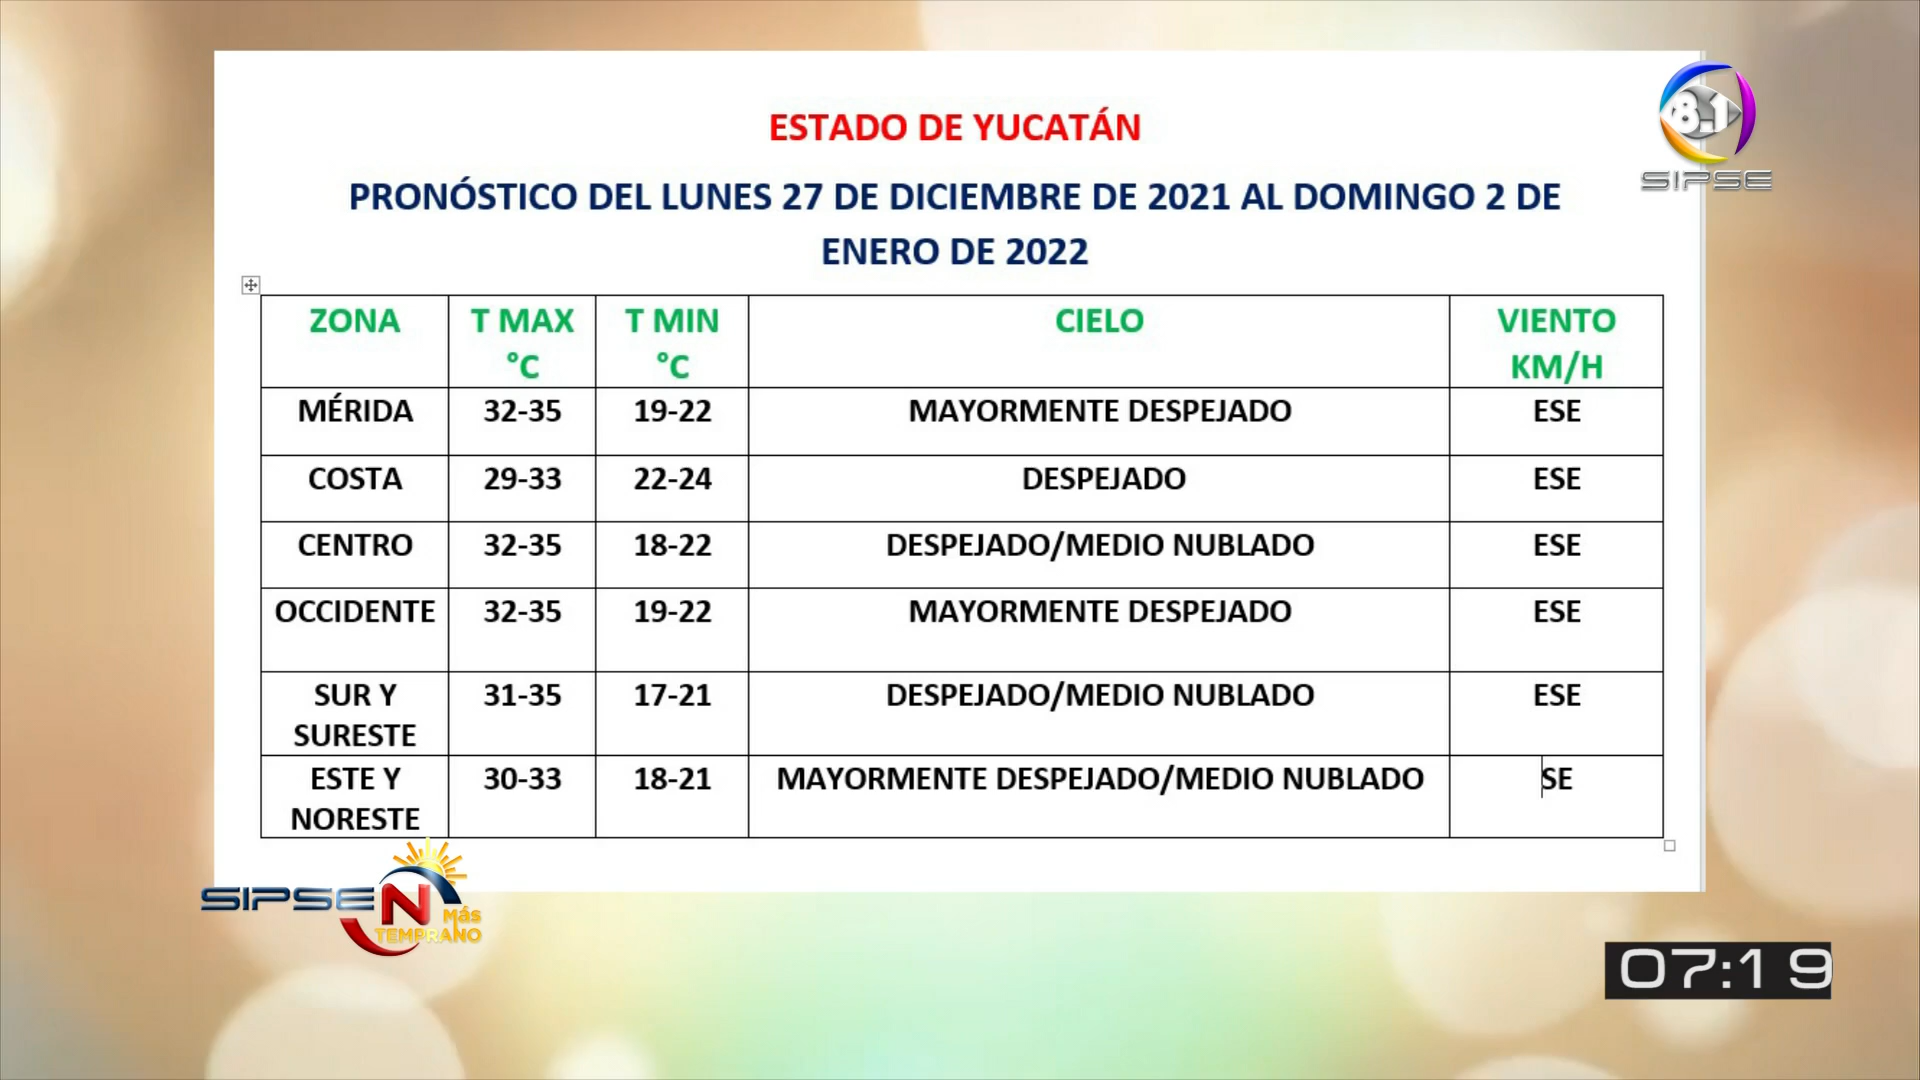 ESTADO DE YUCATÁN
8.1
SIPSE
PRONÓSTICO DEL LUNES 27 DE DICIEMBRE DE 2021 AL DOMINGO 2 DE
ENERO DE 2022
ZONA T MAX °C T MIN °C CIELO VIENTO KM/H
MÉRIDA 32-35 19-22 MAYORMENTE DESPEJADO ESE
COSTA 29-33 22-24 DESPEJADO ESE
CENTRO 32-35 18-22 DESPEJADO/MEDIO NUBLADO ESE
OCCIDENTE 32-35 19-22 MAYORMENTE DESPEJADO ESE
SUR Y SURESTE 31-35 17-21 DESPEJADO/MEDIO NUBLADO ESE
ESTE Y NORESTE 30-33 18-21 MAYORMENTE DESPEJADO/MEDIO NUBLADO SE
SIPSE N
MÁS
TEMPRANO
07:19